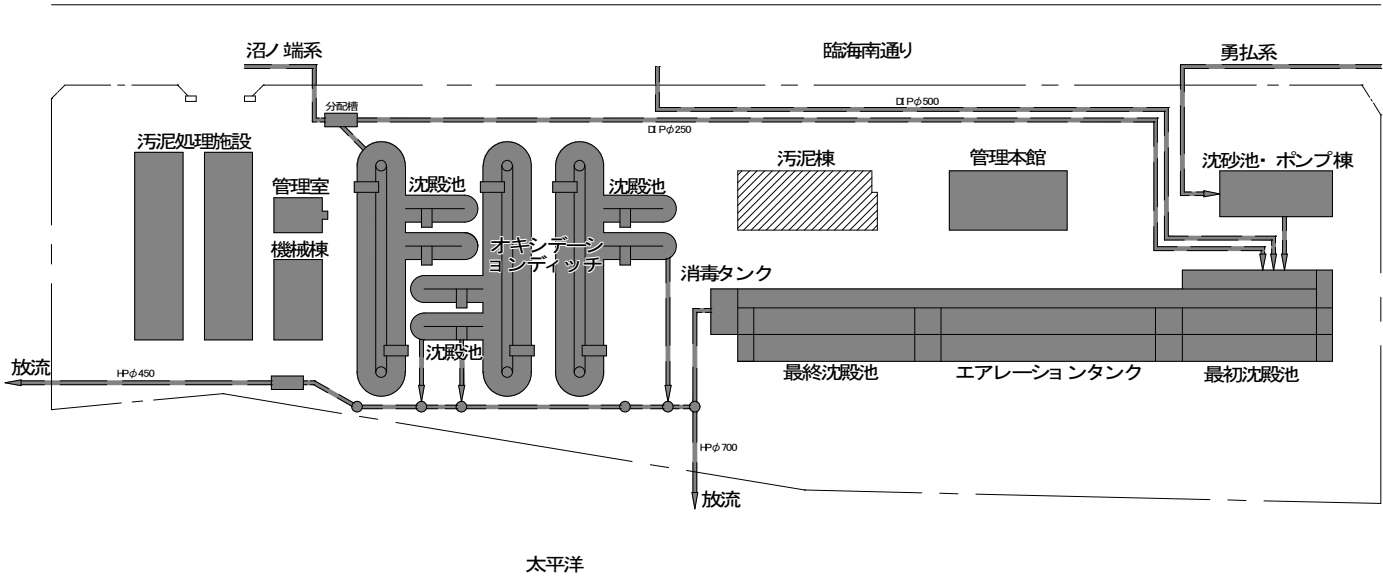 沼ノ端系
臨海南通り
勇払系
分配槽
DIPφ500
DIPφ250
汚泥処理施設
管理室
沈殿池
沈殿池
汚泥棟
管理本館
沈砂池・ポンプ棟
機械棟
オキシデーシ
ョンディッチ
消毒タンク
沈殿池
放流
HPφ450
最終沈殿池
エアレーションタンク
最初沈殿池
HPφ700
放流
太平洋